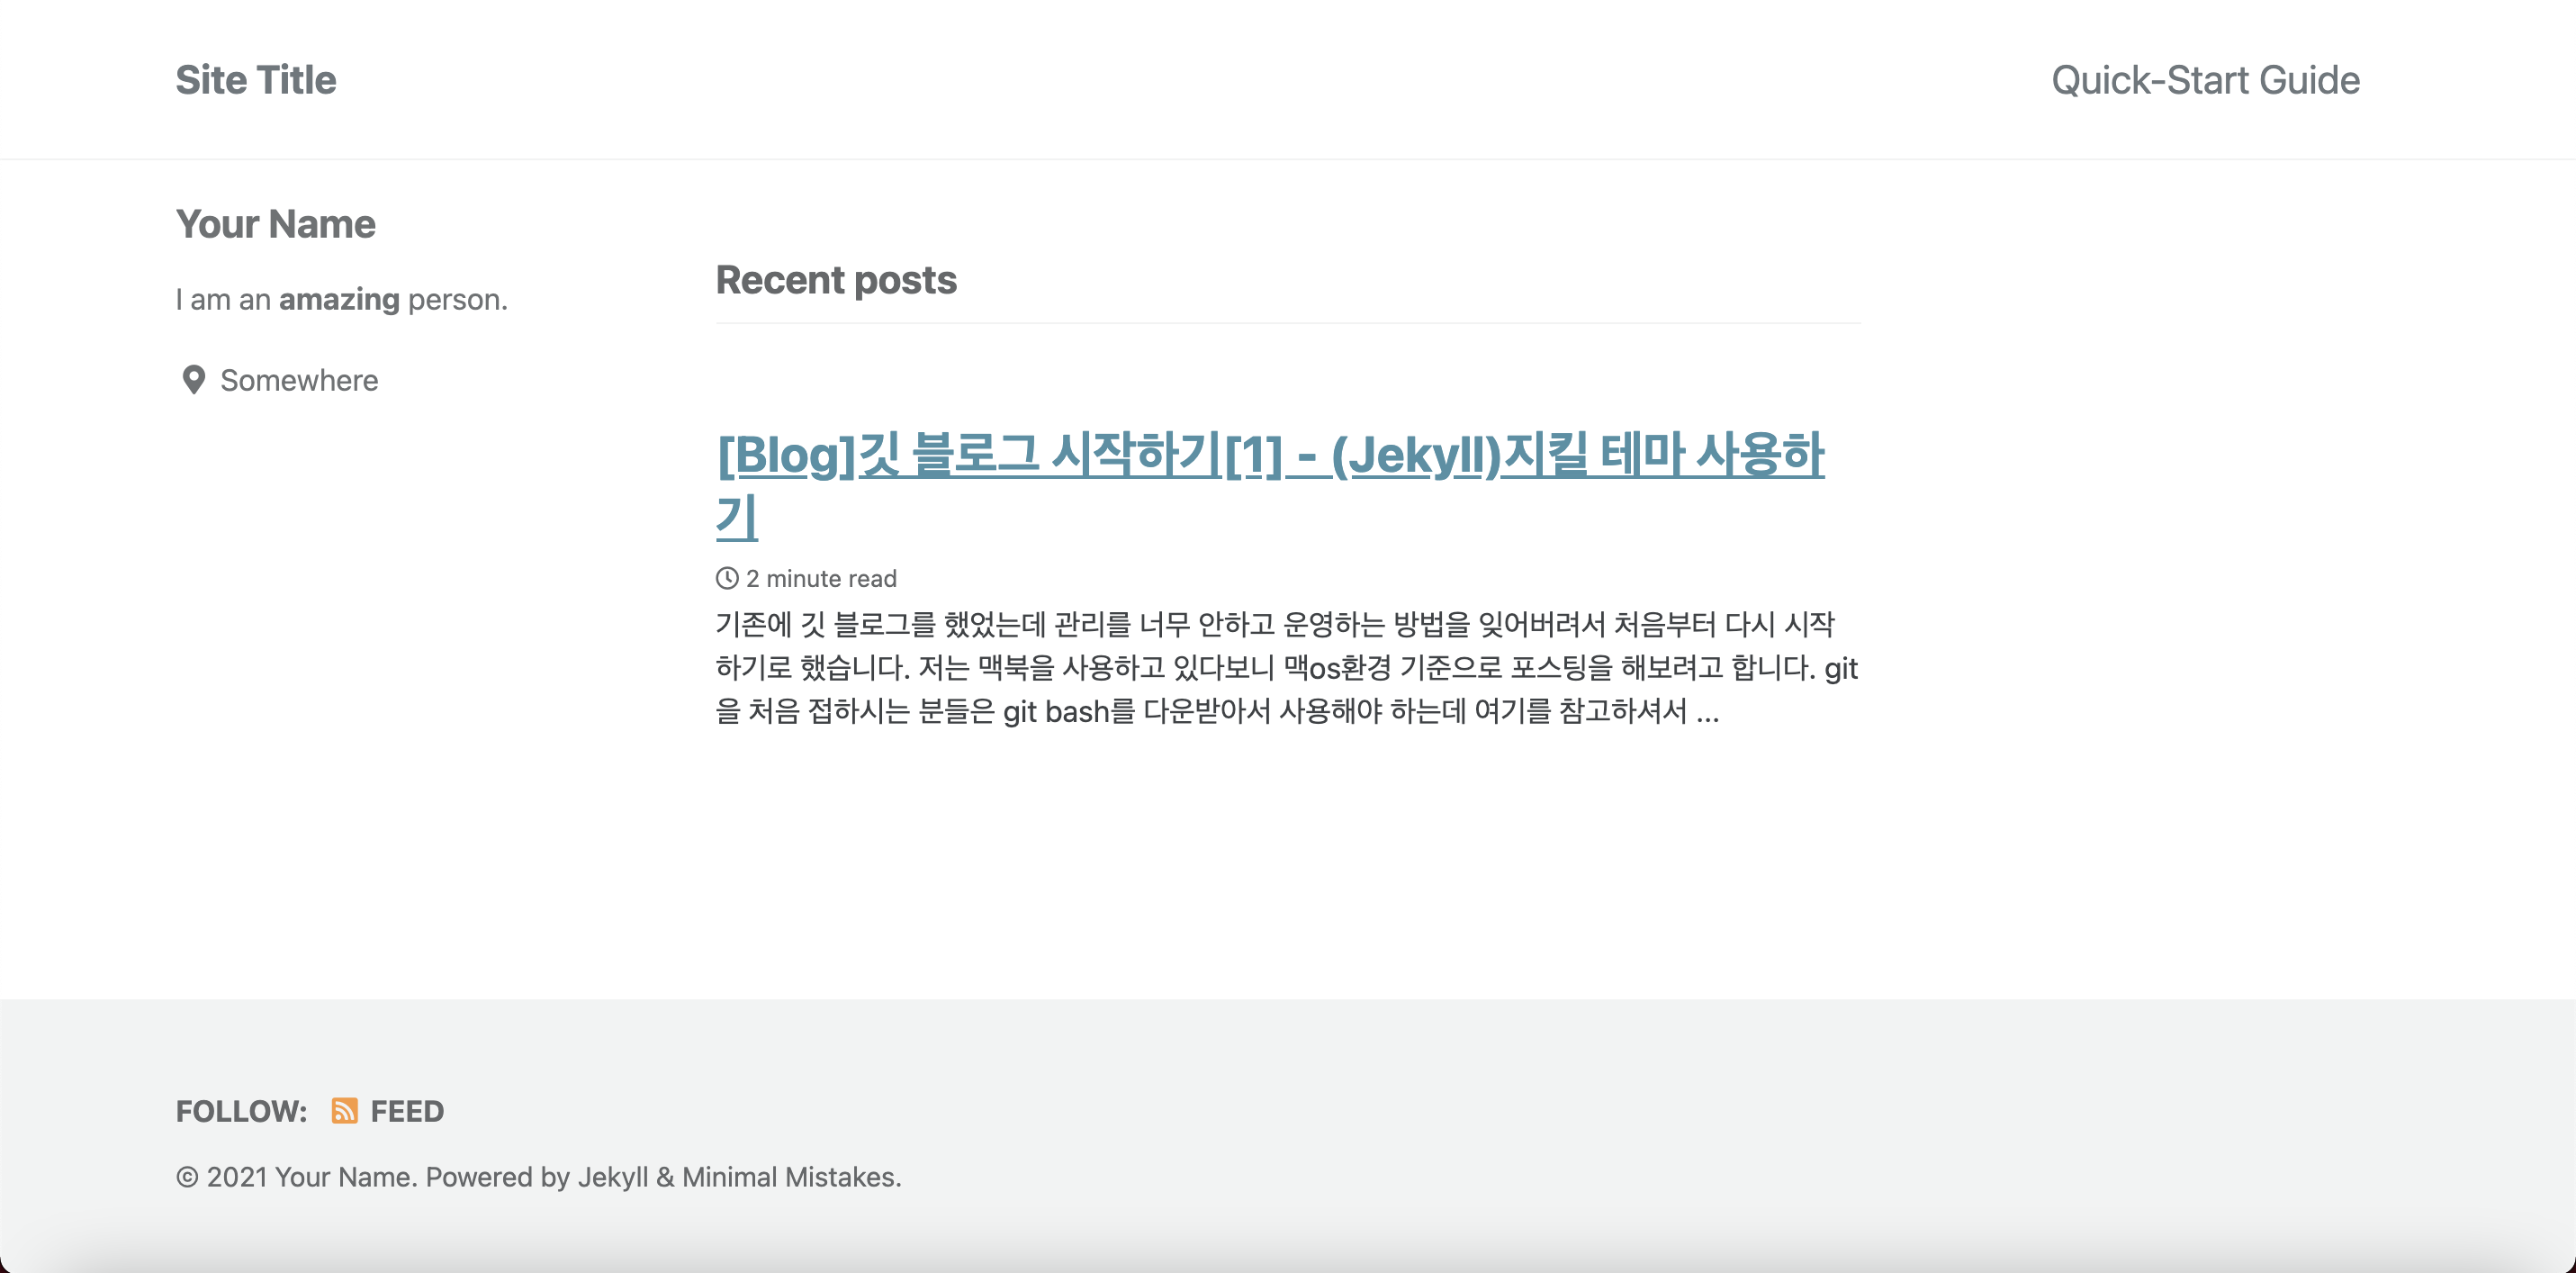 Site Title
Quick-Start Guide
Your Name
I am an amazing person.
Somewhere
Recent posts
[Blog]깃 블로그 시작하기[1] - (Jekyll)지킬 테마 사용하
기
2 minute read
기존에 깃 블로그를 했었는데 관리를 너무 안하고 운영하는 방법을 잊어버려서 처음부터 다시 시작
하기로 했습니다. 저는 맥북을 사용하고 있다보니 맥os환경 기준으로 포스팅을 해보려고 합니다. git
을 처음 접하시는 분들은 git bash를 다운받아서 사용해야 하는데 여기를 참고하셔서 ...
FOLLOW: FEED
© 2021 Your Name. Powered by Jekyll & Minimal Mistakes.